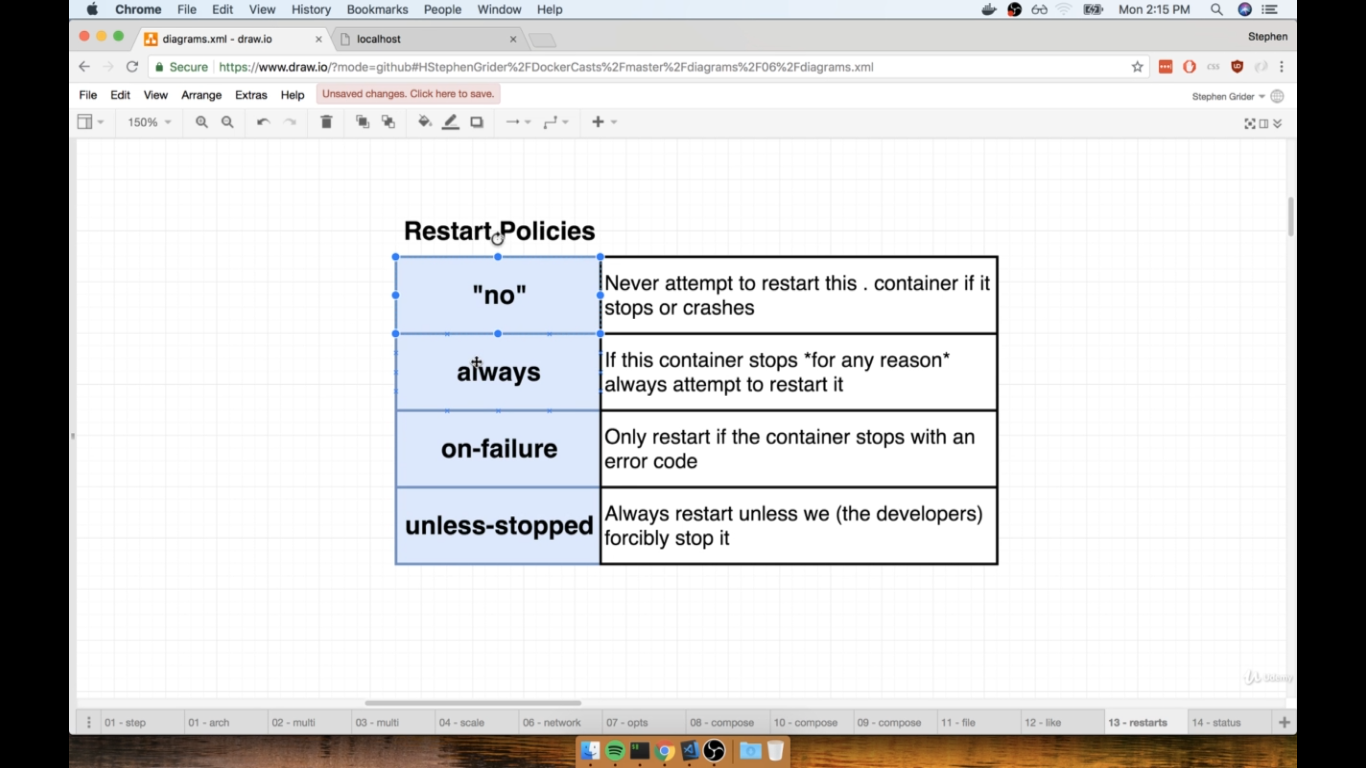 Chrome File Edit View History Bookmarks People Window Help Mon 2:15 PM
diagrams.xml - draw.io localhost Stephen
Secure https://www.draw.io/?mode=github#HStephenGrider%2FDockerCasts%2Fmaster%2Fdiagrams%2F06%2Fdiagrams.xml
File Edit View Arrange Extras Help Unsaved changes. Click here to save. Stephen Grider
150%
Restart Policies
"no"
Never attempt to restart this . container if it
stops or crashes
always
If this container stops *for any reason*
always attempt to restart it
on-failure
Only restart if the container stops with an
error code
unless-stopped
Always restart unless we (the developers)
forcibly stop it
Udemy
01 - step 01 - arch 02 - multi 03 - multi 04 - scale 06 - network 07 - opts 08 - compose 10 - compose 09 - compose 11 - file 12 - like 13 - restarts 14 - status